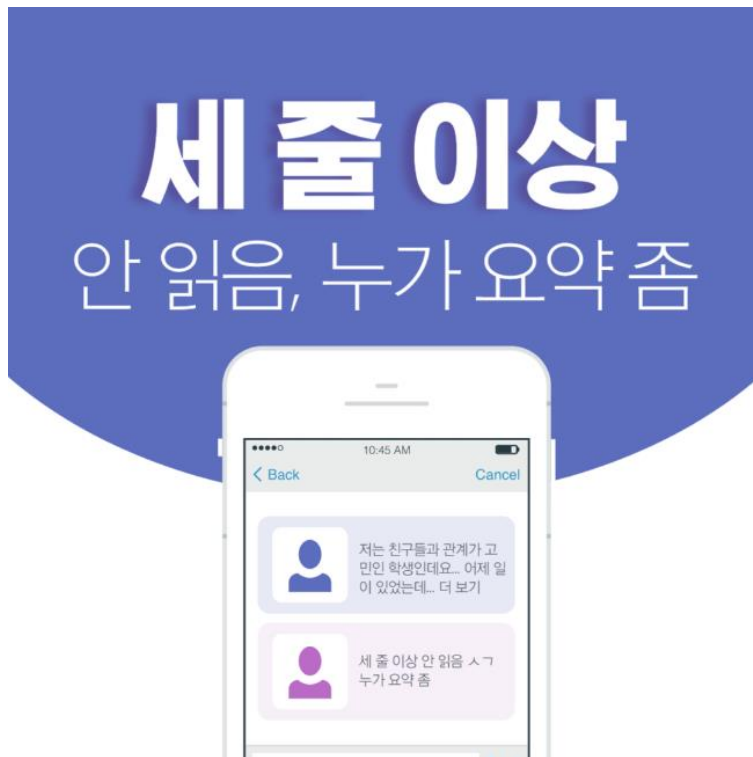 세 줄 이상
안 읽음, 누가 요약 좀
10:45 AM
Back
Cancel
저는 친구들과 관계가 고
민인 학생인데요... 어제 일
이 있었는데... 더 보기
세 줄 이상 안 읽음 ㅅㄱ
누가 요약 좀